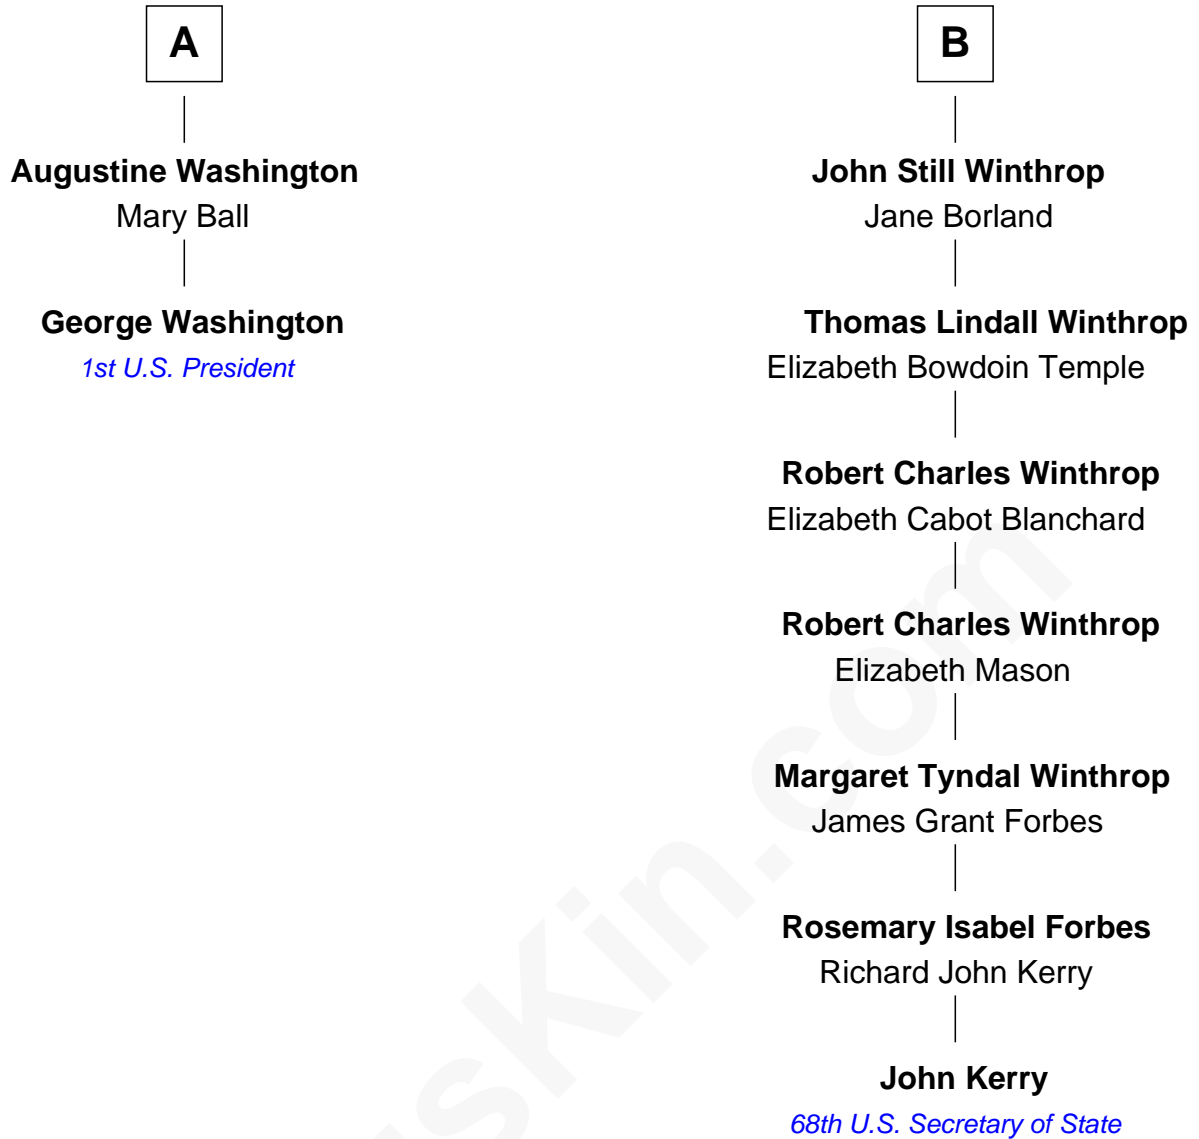 A
Augustine Washington
Mary Ball
George Washington
1st U.S. President
B
John Still Winthrop
Jane Borland
Thomas Lindall Winthrop
Elizabeth Bowdoin Temple
Robert Charles Winthrop
Elizabeth Cabot Blanchard
Robert Charles Winthrop
Elizabeth Mason
Margaret Tyndal Winthrop
James Grant Forbes
Rosemary Isabel Forbes
Richard John Kerry
John Kerry
68th U.S. Secretary of State
sKin.com